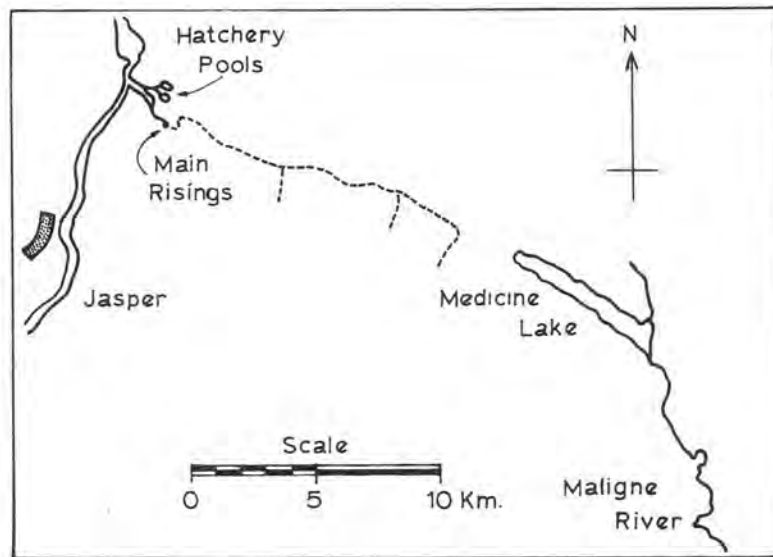 Hatchery
Pools
N
Main
Risings
Jasper
Medicine
Lake
Scale
0 5 10 Km.
Maligne
River